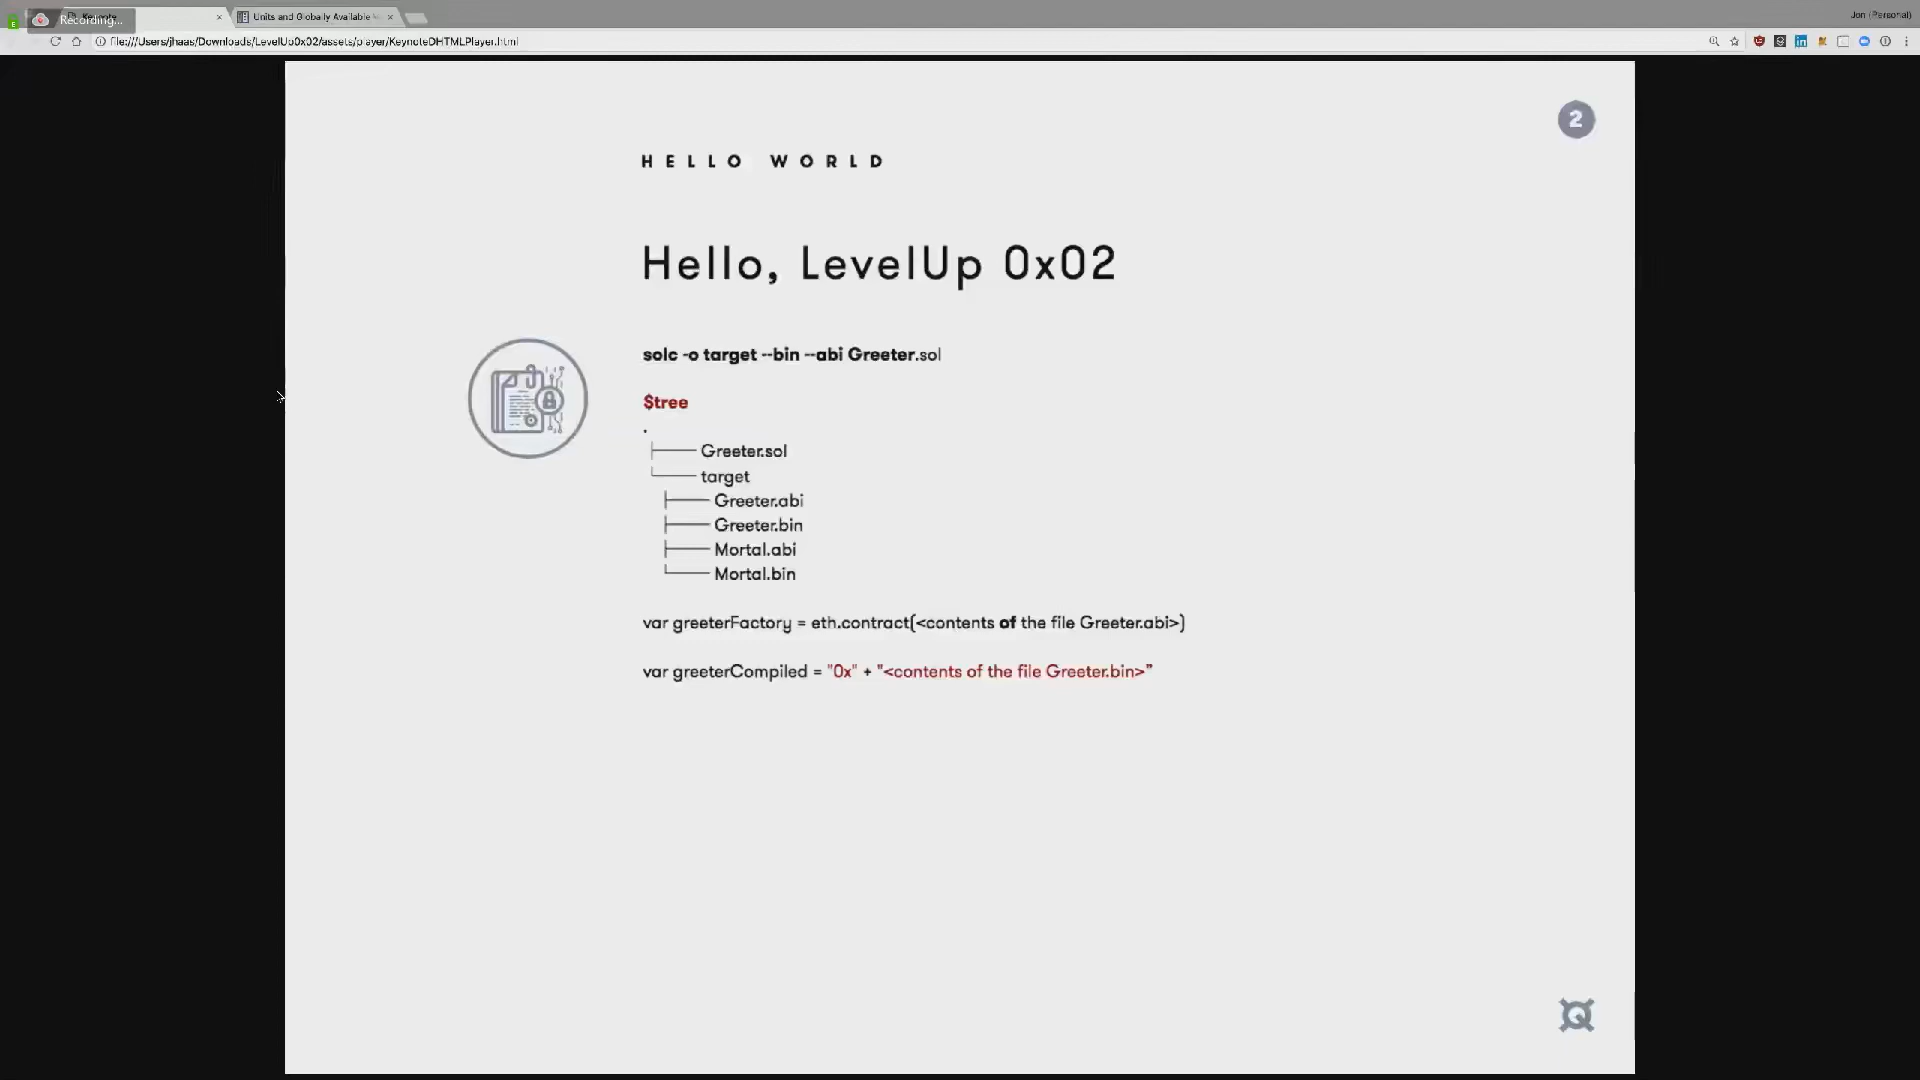 Recording...
Units and Globally Available
Jon (Personal)
file:///Users/jhaas/Downloads/LevelUp0x02/assets/player/KeynoteDHTMLPlayer.html
2
HELLO WORLD
Hello, LevelUp 0x02
solc -o target --bin --abi Greeter.sol
$tree
.
├── Greeter.sol
└── target
├── Greeter.abi
├── Greeter.bin
├── Mortal.abi
└── Mortal.bin
var greeterFactory = eth.contract(<contents of the file Greeter.abi>)
var greeterCompiled = "0x" + "<contents of the file Greeter.bin>"